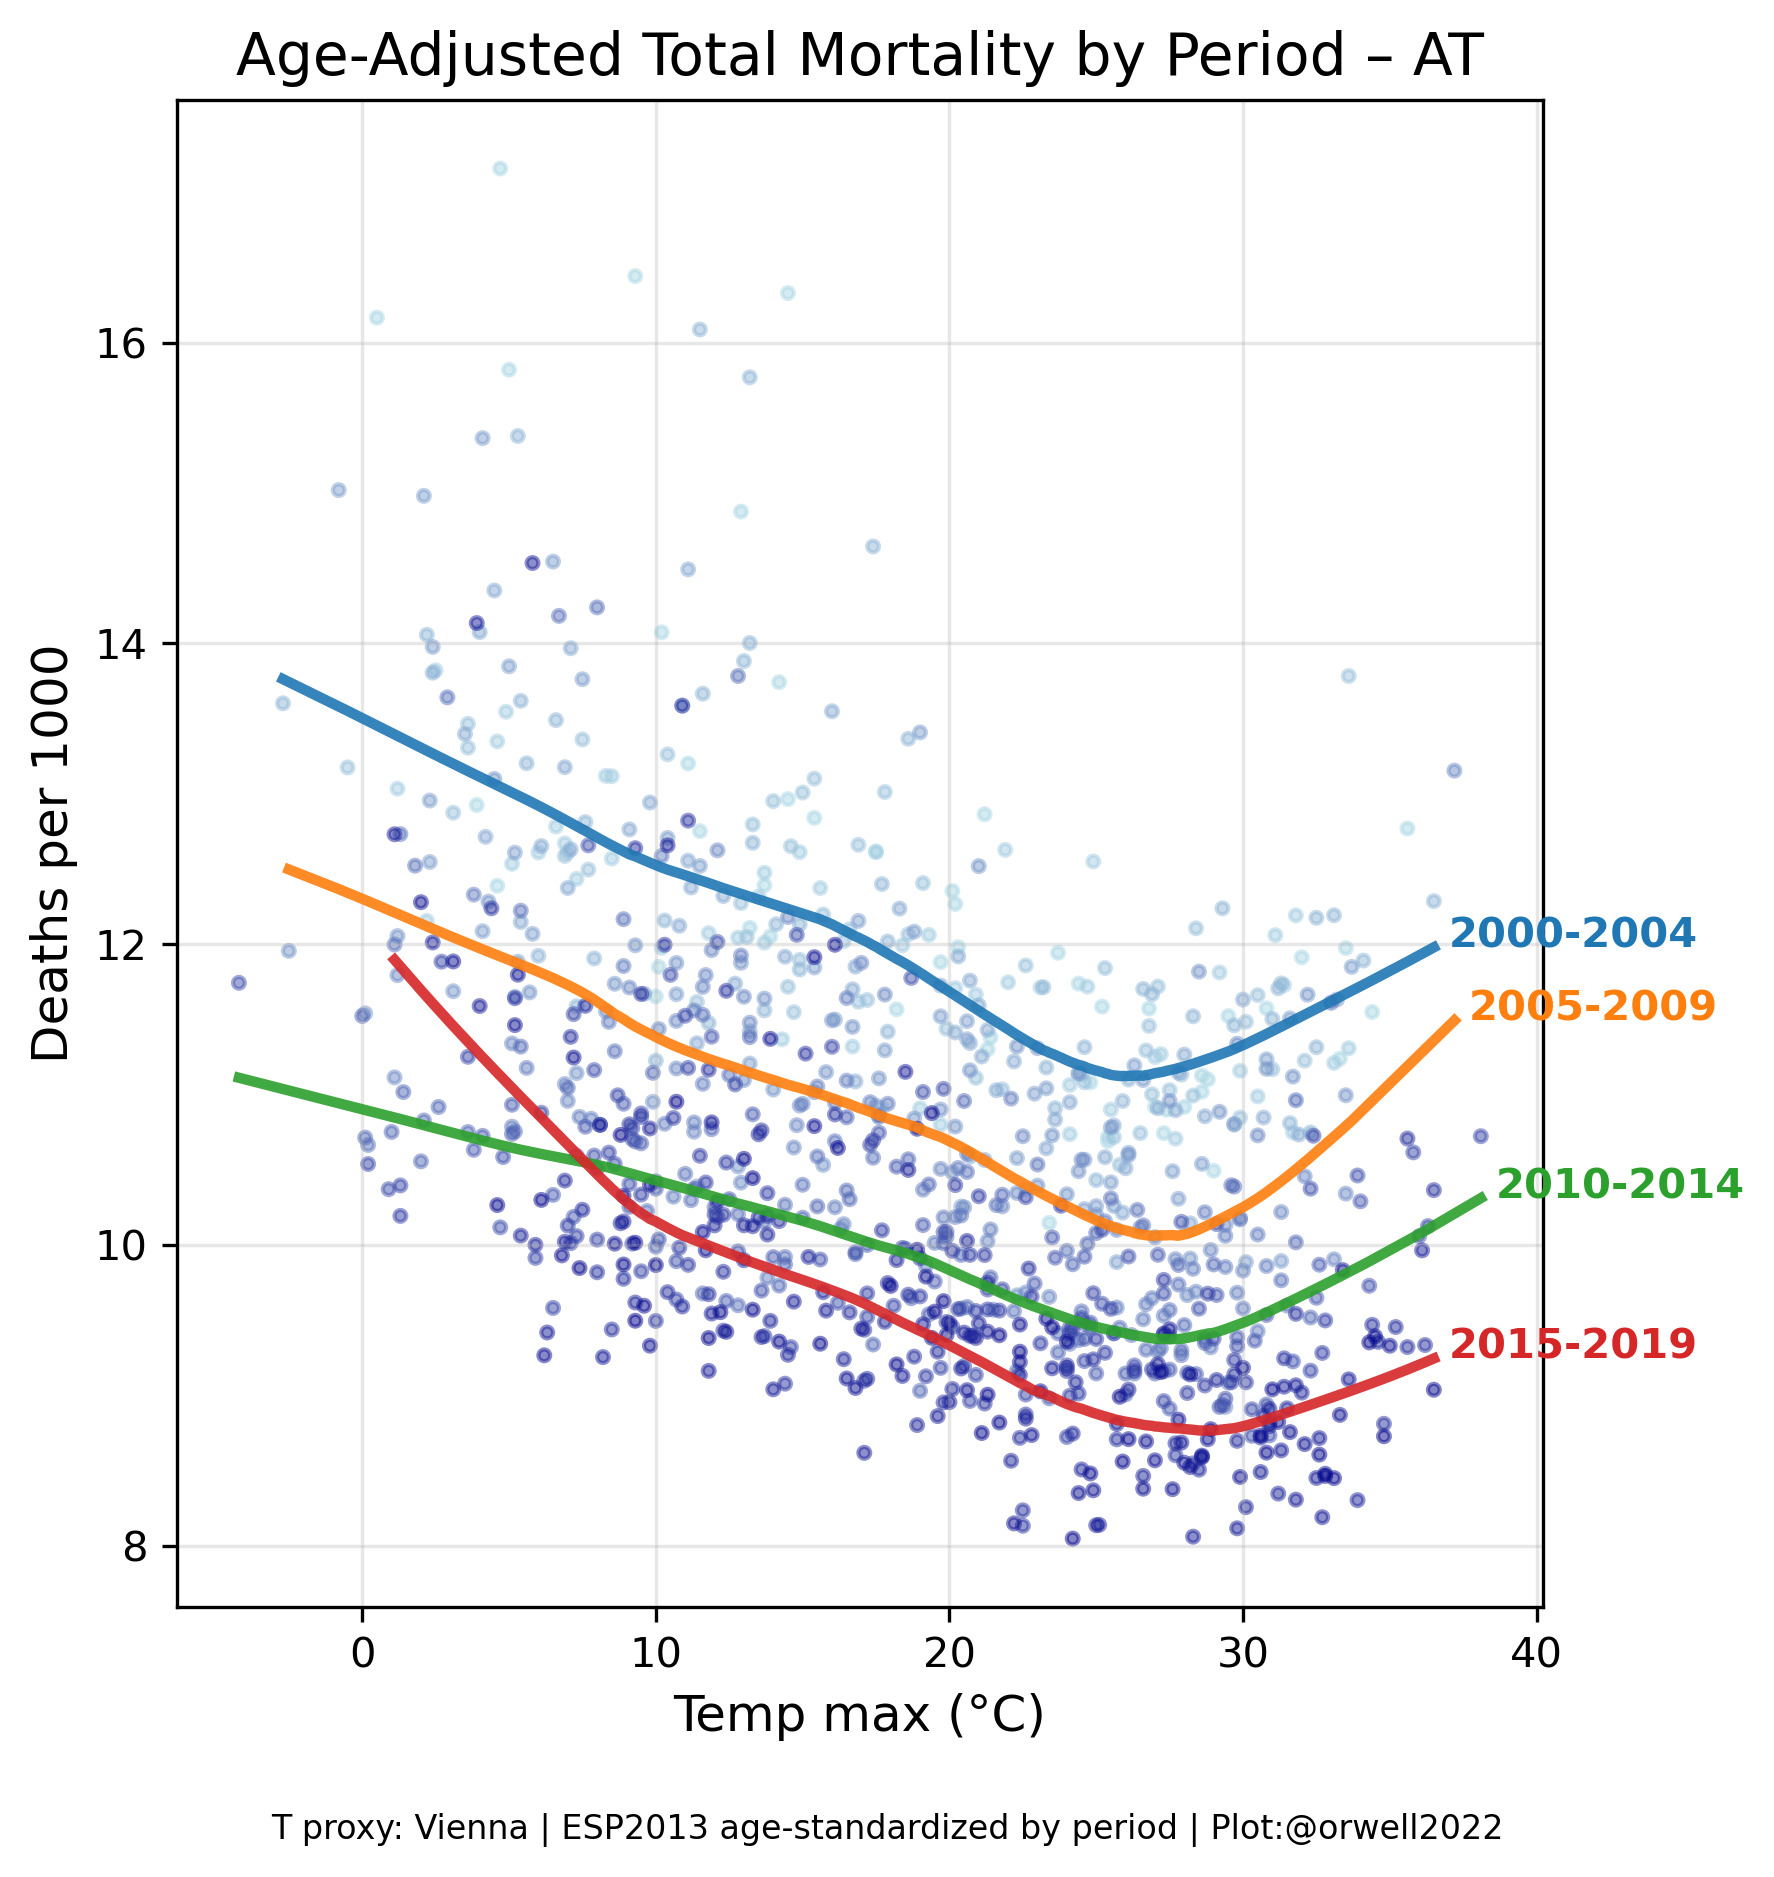 Age-Adjusted Total Mortality by Period – AT
Deaths per 1000
16
14
12
10
8
2000-2004
2005-2009
2010-2014
2015-2019
0 10 20 30 40
Temp max (°C)
T proxy: Vienna | ESP2013 age-standardized by period | Plot:@orwell2022